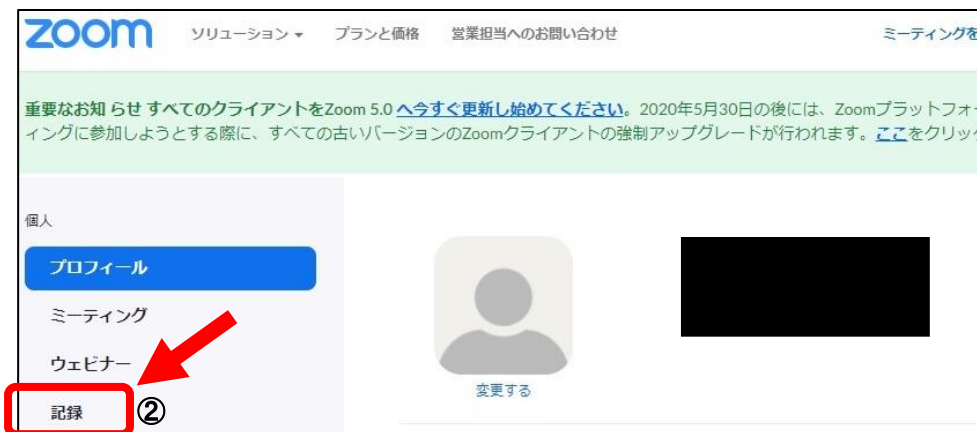 zoom ソリューション プランと価格 営業担当へのお問い合わせ ミーティングを
重要なお知 らせ すべてのクライアントをZoom 5.0 へ今すぐ更新し始めてください。2020年5月30日の後には、Zoomプラットフォー
ィングに参加しようとする際に、すべての古いバージョンのZoomクライアントの強制アップグレードが行われます。ここをクリッ
個人
プロフィール
ミーティング
ウェビナー
記録 ②
変更する